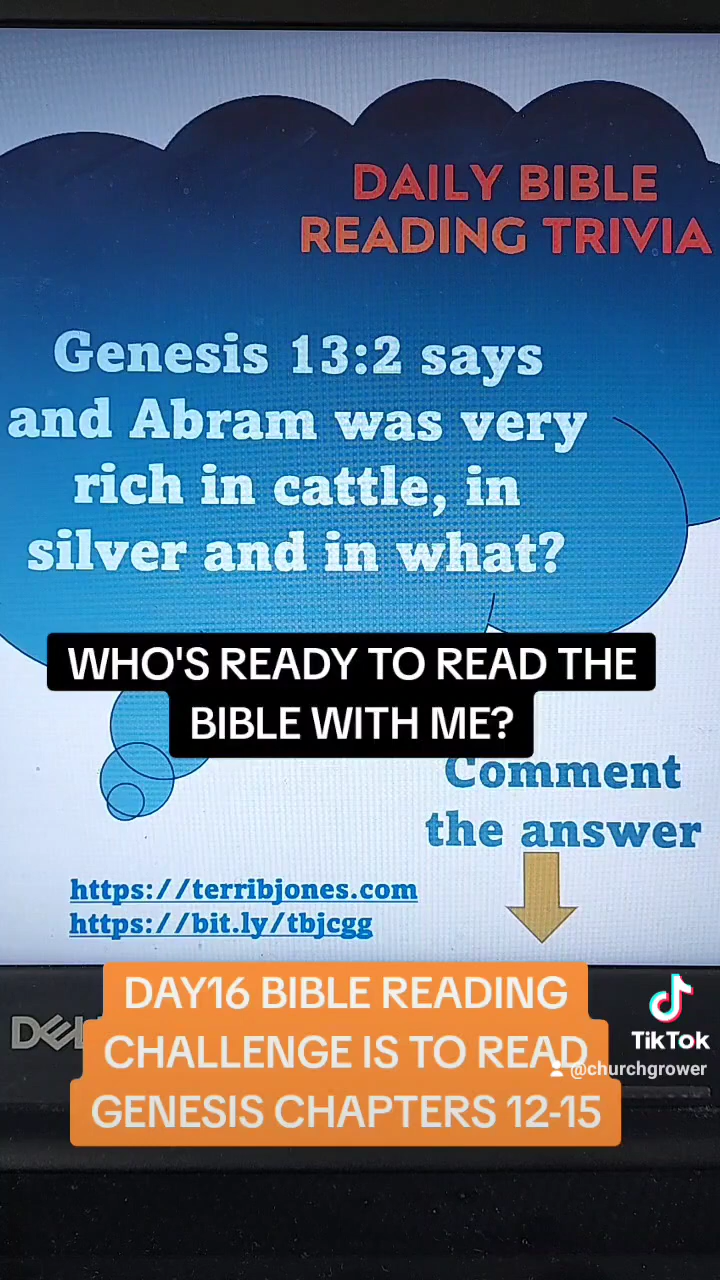 DAILY BIBLE
READING TRIVIA
Genesis 13:2 says
and Abram was very
rich in cattle, in
silver and in what?
WHO'S READY TO READ THE
BIBLE WITH ME?
Comment
the answer
https://terribjones.com
https://bit.ly/tbjcgg
DAY16 BIBLE READING
CHALLENGE IS TO READ
GENESIS CHAPTERS 12-15
DELL
TikTok
@churchgrower